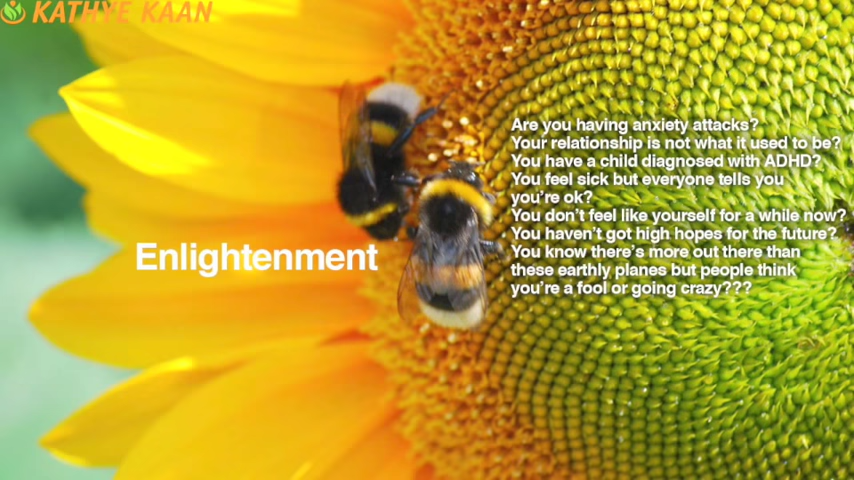 KATHYE KAAN
Are you having anxiety attacks?
Your relationship is not what it used to be?
You have a child diagnosed with ADHD?
You feel sick but everyone tells you
you're ok?
You don't feel like yourself for a while now?
You haven't got high hopes for the future?
You know there's more out there than
these earthly planes but people think
you're a fool or going crazy???
Enlightenment